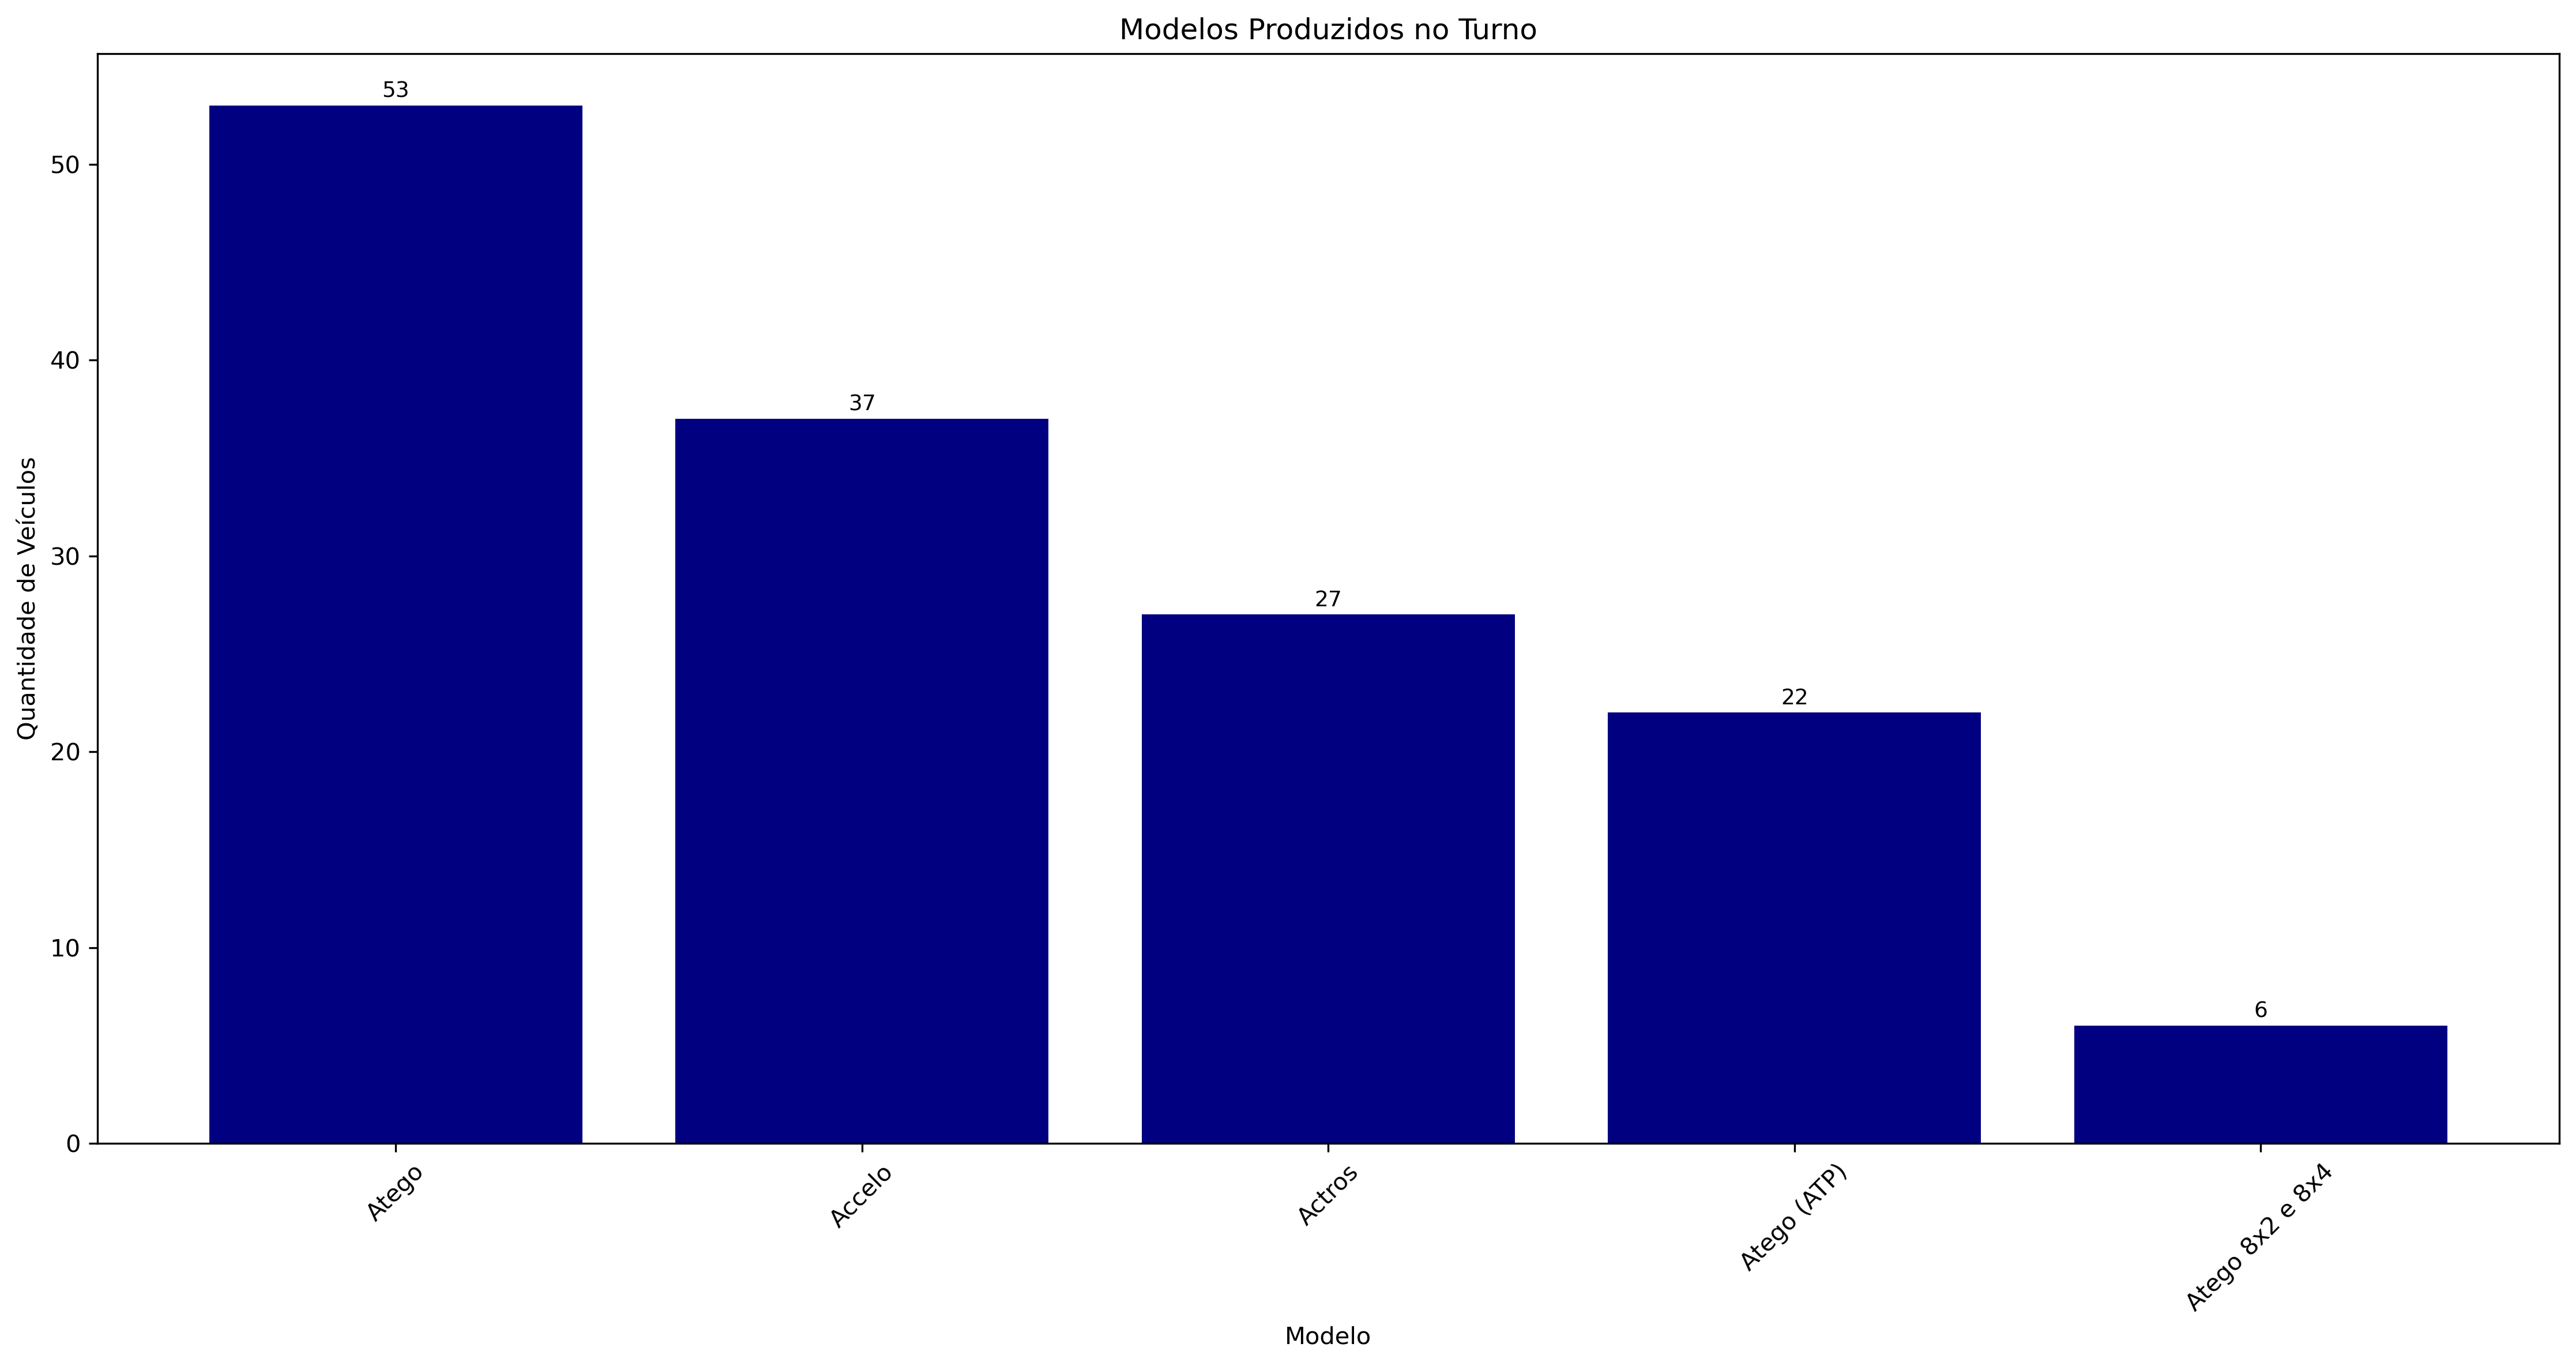 Modelos Produzidos no Turno
53
37
27
22
6
Quantidade de Veículos
50
40
30
20
10
0
Atego
Accelo
Actros
Atego (ATP)
Atego 8x2 e 8x4
Modelo